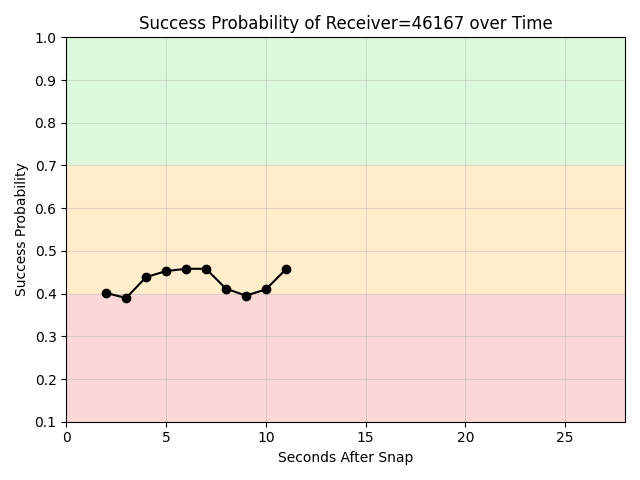 Success Probability of Receiver=46167 over Time
1.0
0.9
0.8
0.7
0.6
0.5
0.4
0.3
0.2
0.1
Success Probability
0 5 10 15 20 25
Seconds After Snap